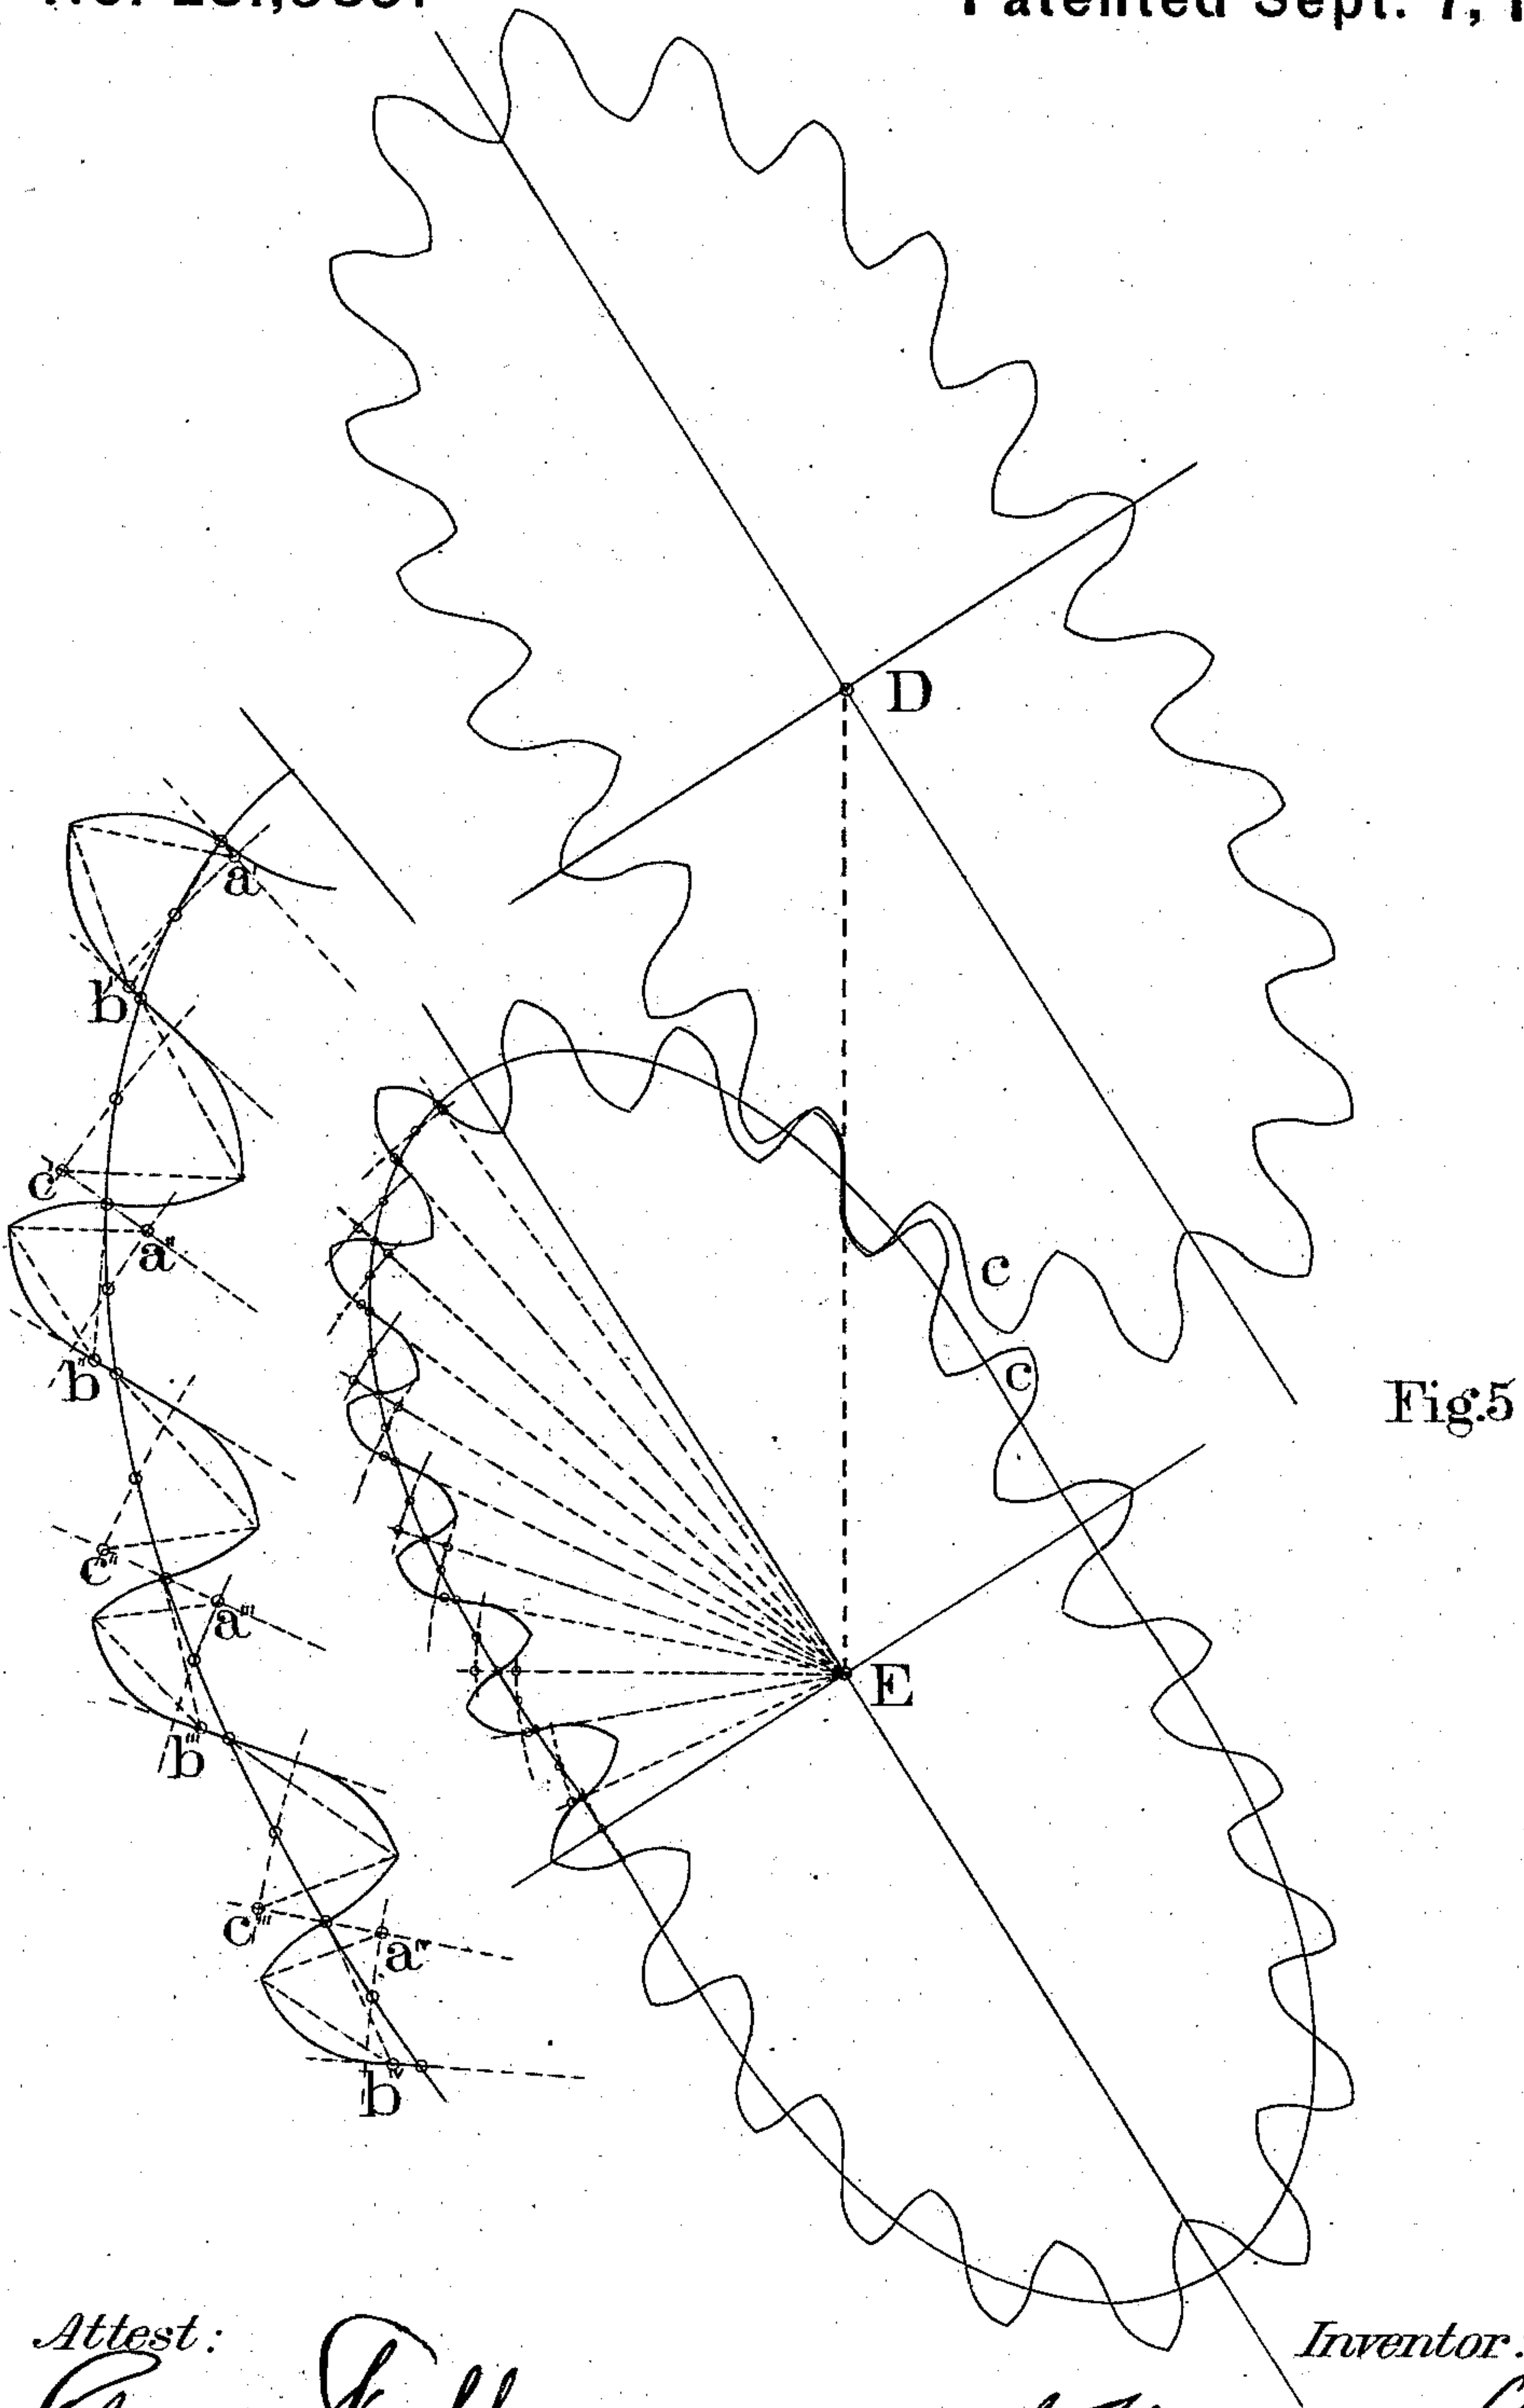 Patented Sept. 7,
D
a'
b'
c'
a''
b''
c
c
Fig.5
c''
a'''
b'''
E
c'''
a''''
b''''
Attest:
Inventor.